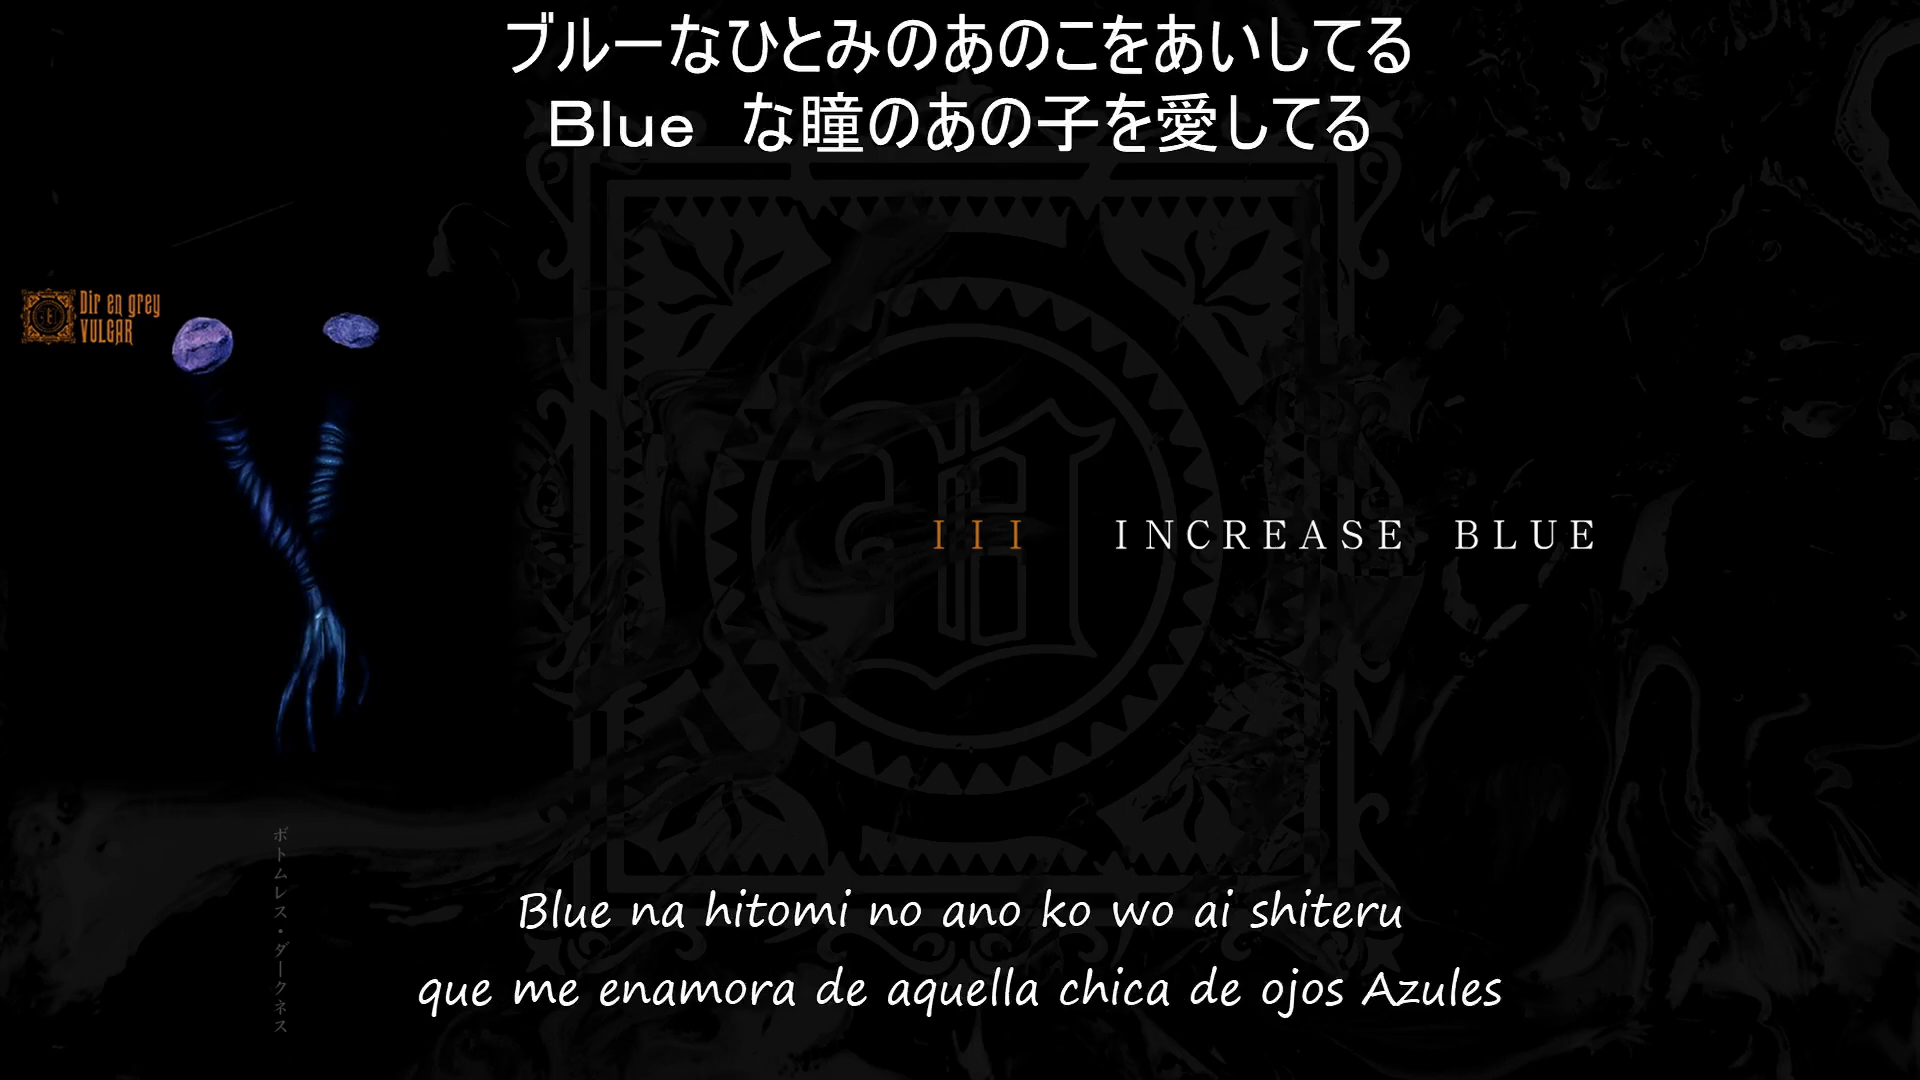 ブルーなひとみのあのこをあいしてる
Blue な瞳のあの子を愛してる
Dir en grey
VULGAR
III INCREASE BLUE
ボトムレス・ダークネス
Blue na hitomi no ano ko wo ai shiteru
que me enamora de aquella chica de ojos Azules